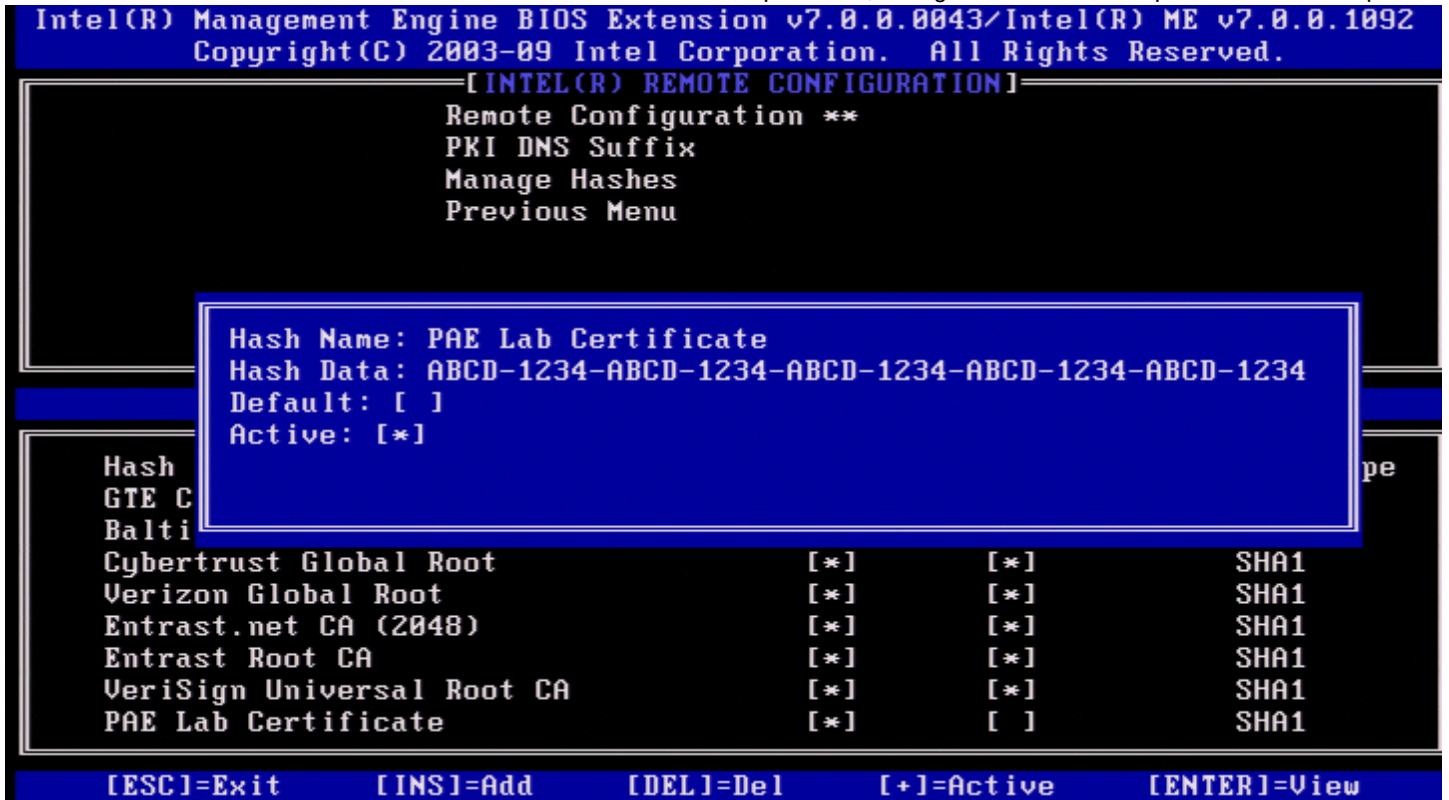 Intel(R) Management Engine BIOS Extension v7.0.0.0043/Intel(R) ME v7.0.0.1092
Copyright(C) 2003-09 Intel Corporation. All Rights Reserved.
[INTEL(R) REMOTE CONFIGURATION]
Remote Configuration **
PKI DNS Suffix
Manage Hashes
Previous Menu
Hash Name: PAE Lab Certificate
Hash Data: ABCD-1234-ABCD-1234-ABCD-1234-ABCD-1234-ABCD-1234
Default: [ ]
Active: [*]
Hash pe
GTE C
Balti
Cybertrust Global Root [*] [*] SHA1
Verizon Global Root [*] [*] SHA1
Entrast.net CA (2048) [*] [*] SHA1
Entrast Root CA [*] [*] SHA1
VeriSign Universal Root CA [*] [*] SHA1
PAE Lab Certificate [*] [ ] SHA1
[ESC]=Exit [INS]=Add [DEL]=Del [+]=Active [ENTER]=View